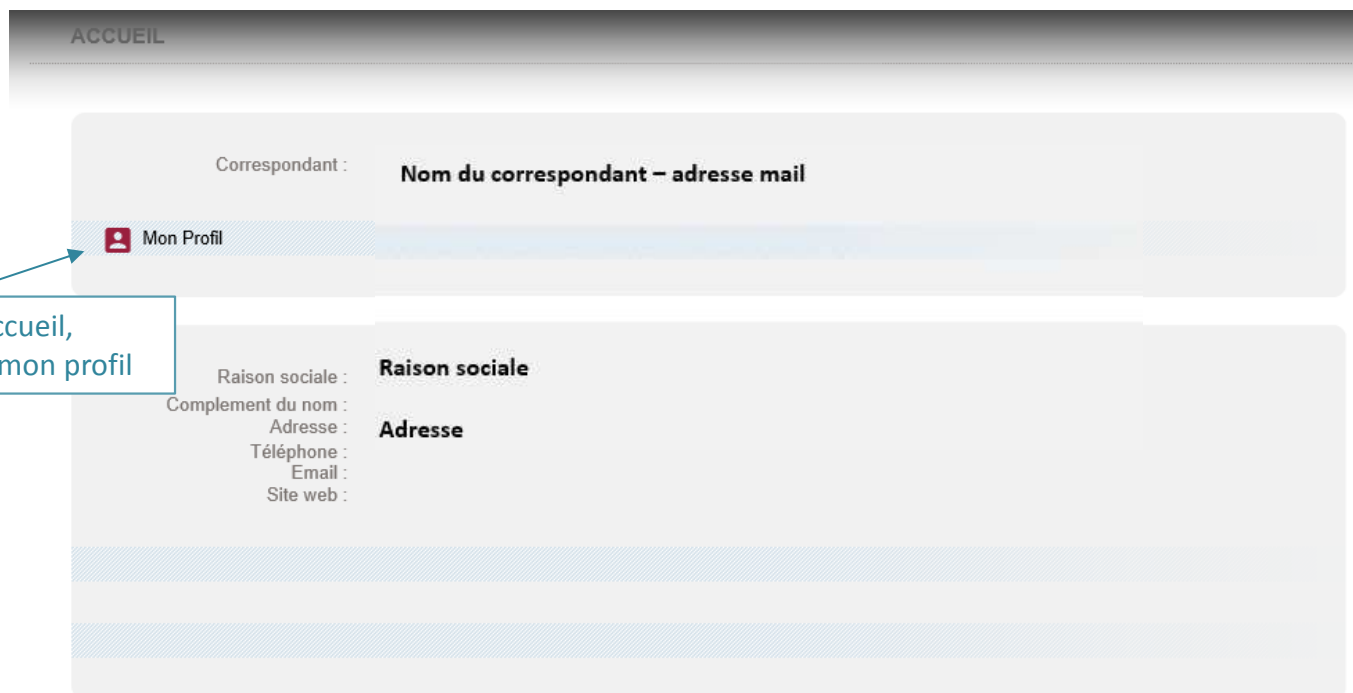 ACCUEIL
Correspondant : Nom du correspondant – adresse mail
Mon Profil
mon profil
Raison sociale : Raison sociale
Complement du nom :
Adresse : Adresse
Téléphone :
Email :
Site web :